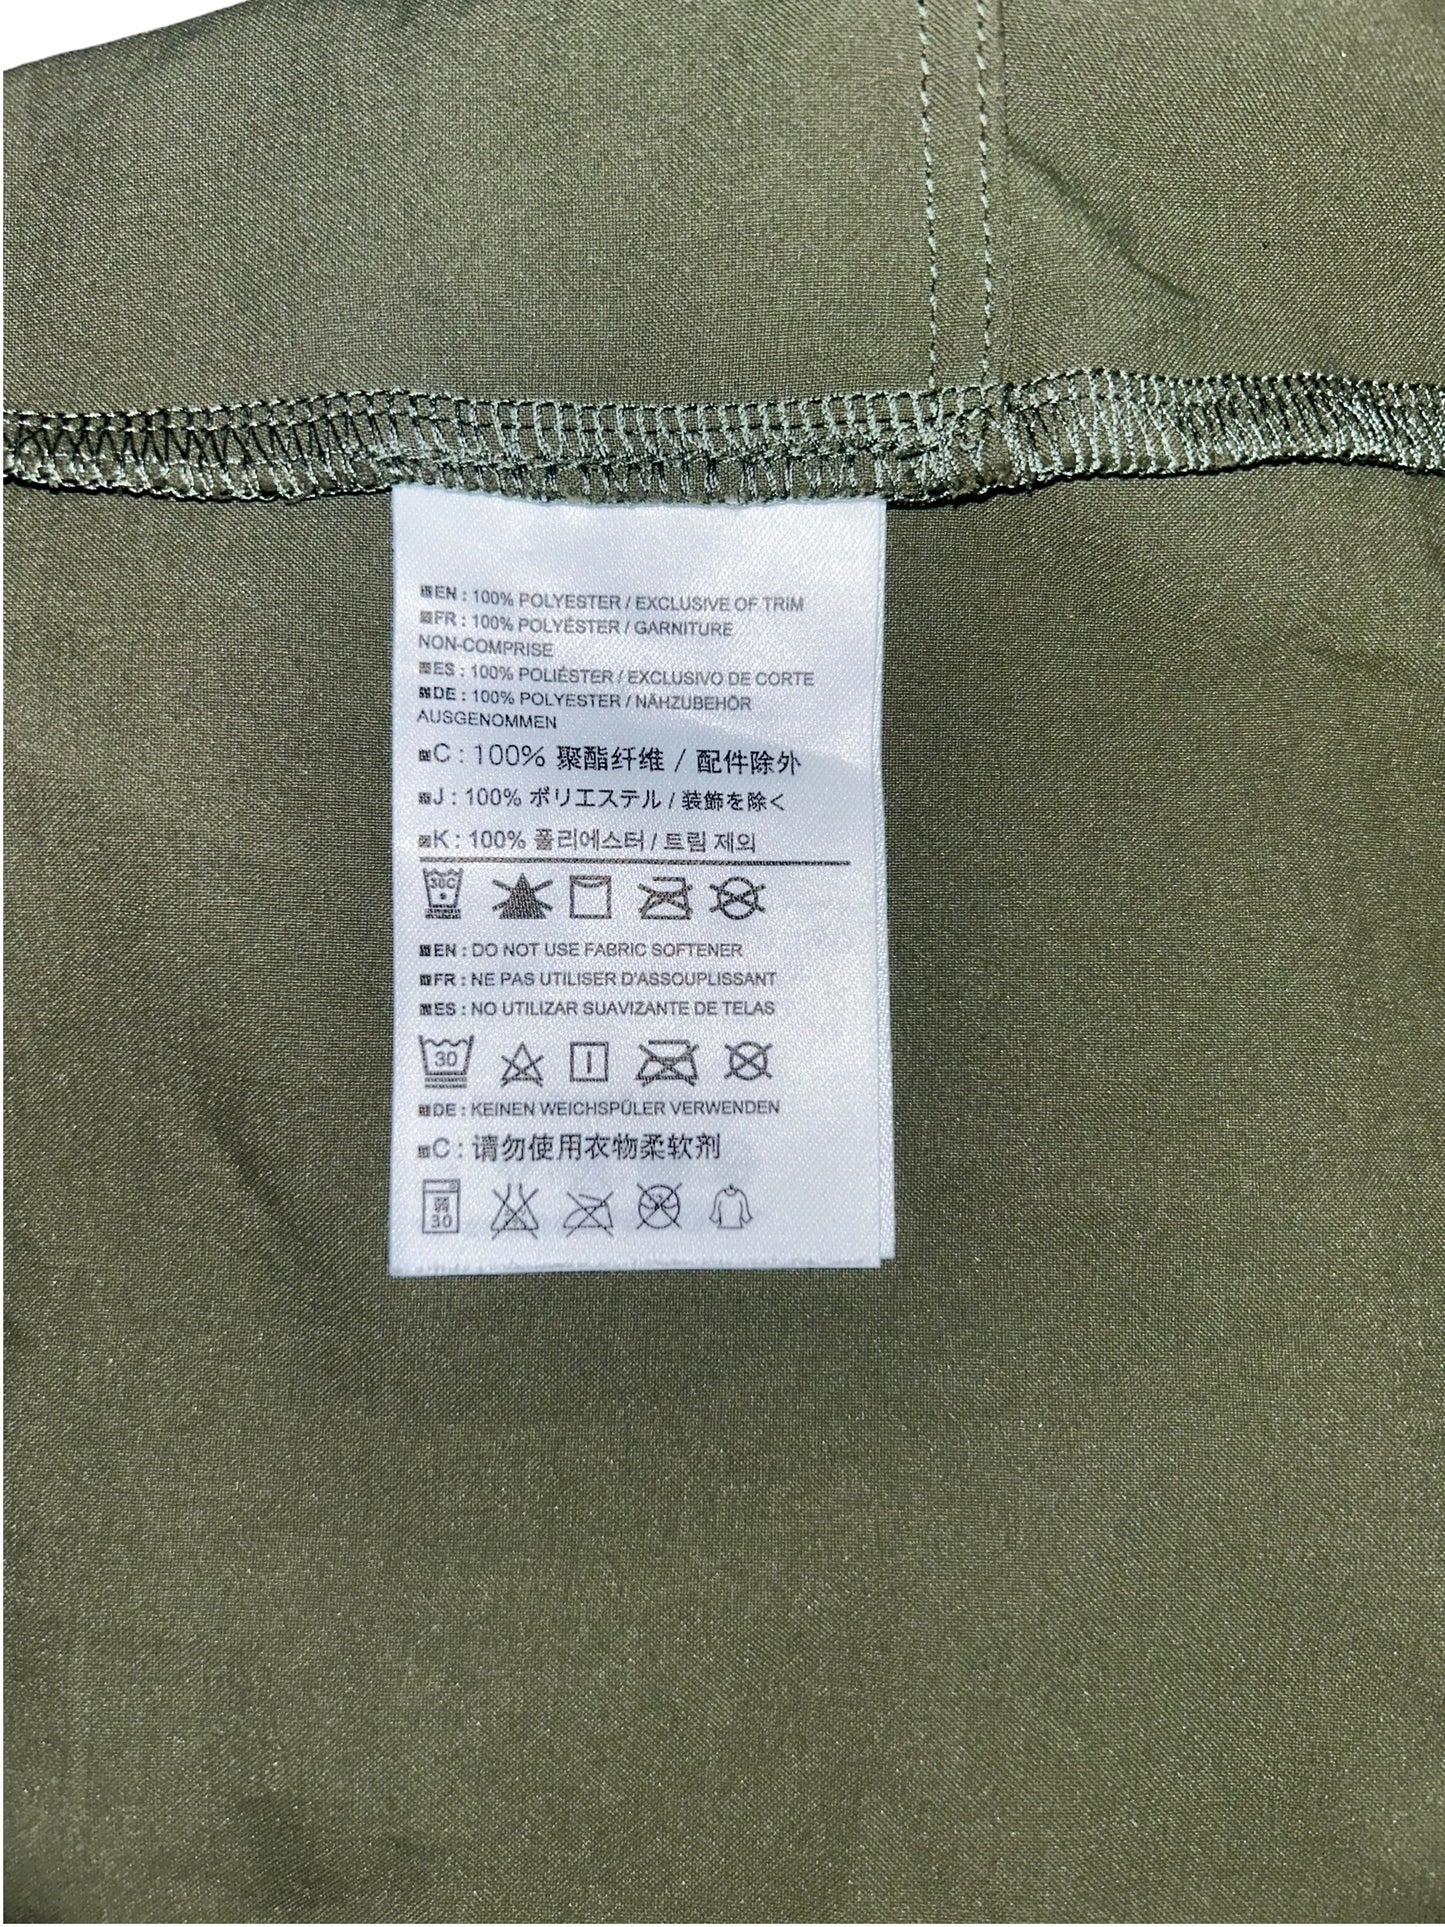 EN : 100% POLYESTER / EXCLUSIVE OF TRIM
FR : 100% POLYÉSTER / GARNITURE
NON-COMPRISE
ES : 100% POLIÉSTER / EXCLUSIVO DE CORTE
DE : 100% POLYESTER / NÄHZUBEHÖR
AUSGENOMMEN
C : 100% 聚酯纤维 / 配件除外
J : 100% ポリエステル / 装飾を除く
K : 100% 폴리에스터 / 트림 제외
30C
EN : DO NOT USE FABRIC SOFTENER
FR : NE PAS UTILISER D'ASSOUPLISSANT
ES : NO UTILIZAR SUAVIZANTE DE TELAS
30
DE : KEINEN WEICHSPÜLER VERWENDEN
C : 请勿使用衣物柔软剂
弱
30